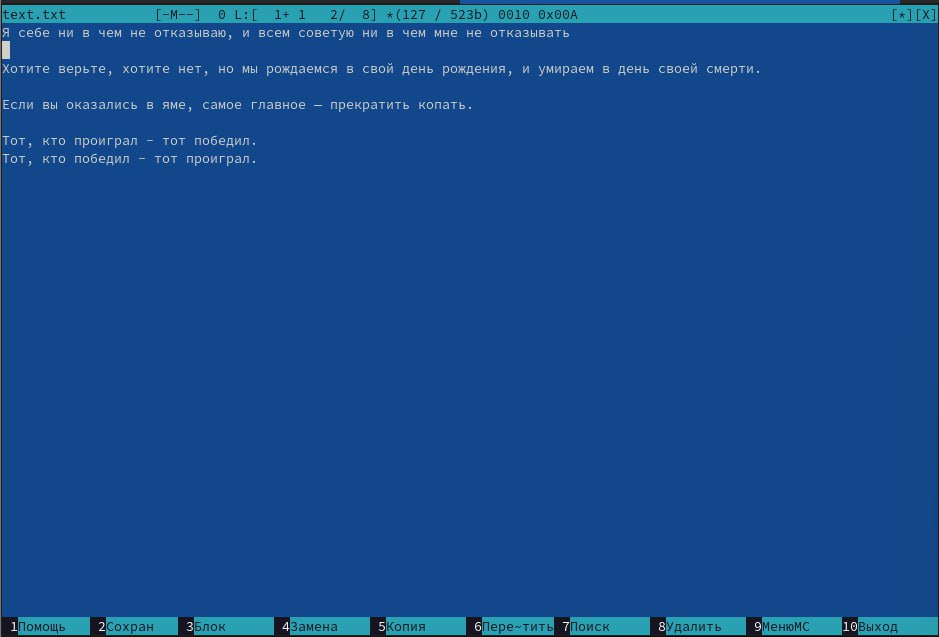 text.txt [-M--] 0 L:[ 1+ 1 2/ 8] *(127 / 523b) 0010 0x00A [*][X]
Я себе ни в чем не отказываю, и всем советую ни в чем мне не отказывать
Хотите верьте, хотите нет, но мы рождаемся в свой день рождения, и умираем в день своей смерти.
Если вы оказались в яме, самое главное — прекратить копать.
Тот, кто проиграл - тот победил.
Тот, кто победил - тот проиграл.
1Помощь 2Сохран 3Блок 4Замена 5Копия 6Пере~тить 7Поиск 8Удалить 9МенюMC 10Выход